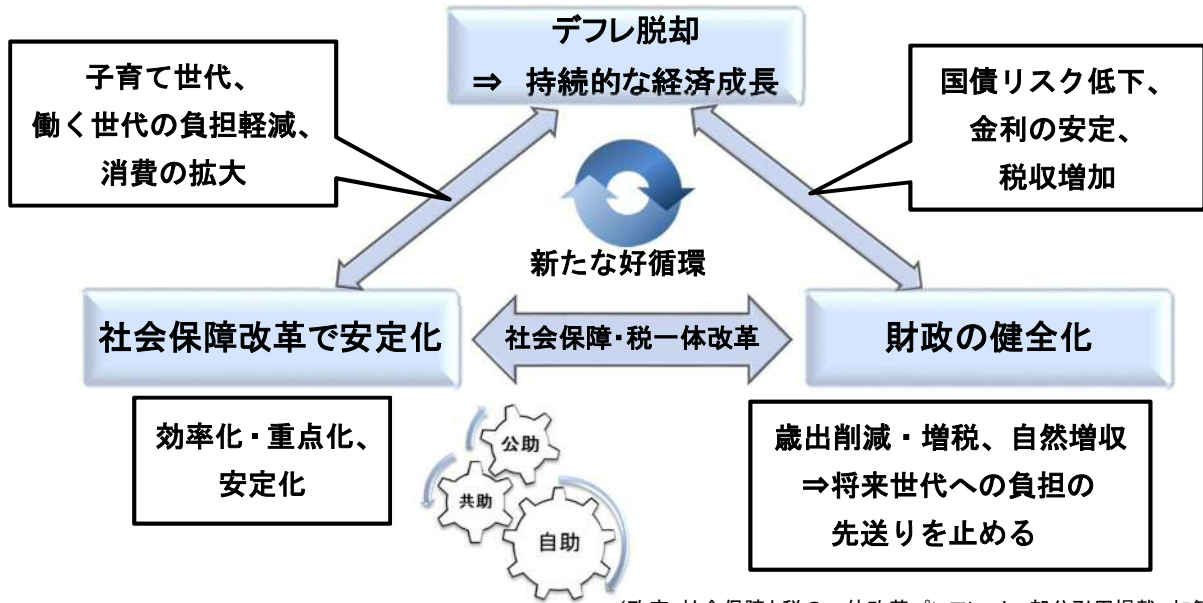 デフレ脱却
⇒ 持続的な経済成長
子育て世代、
働く世代の負担軽減、
消費の拡大
国債リスク低下、
金利の安定、
税収増加
新たな好循環
社会保障改革で安定化
社会保障・税一体改革
財政の健全化
効率化・重点化、
安定化
公助
共助
自助
歳出削減・増税、自然増収
⇒将来世代への負担の
先送りを止める